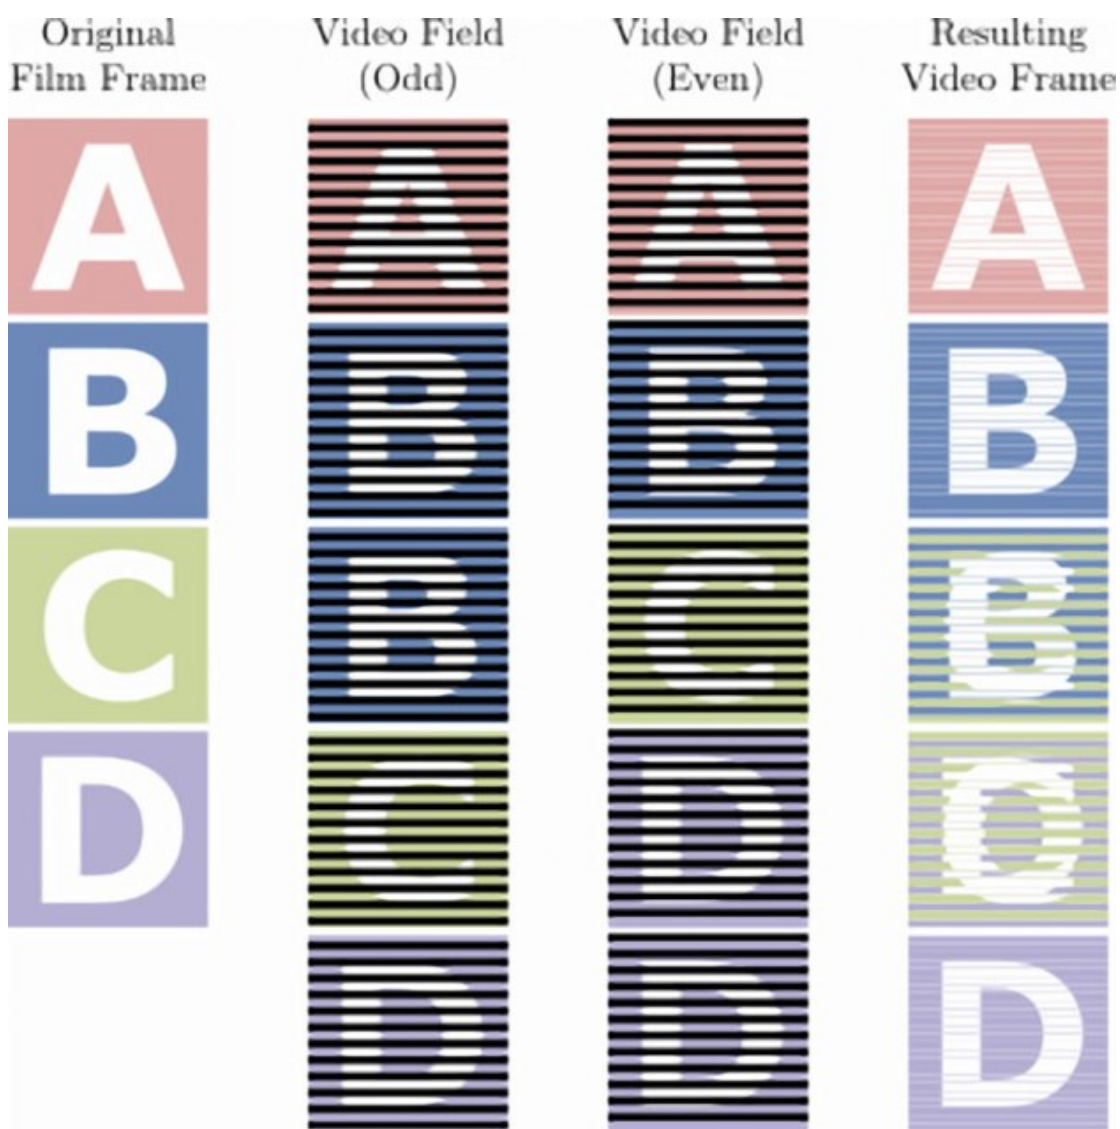 Original
Film Frame
Video Field
(Odd)
Video Field
(Even)
Resulting
Video Frame
A
A
A
A
B
B
B
B
C
B
C
B
C
D
C
D
C
D
D
D
D